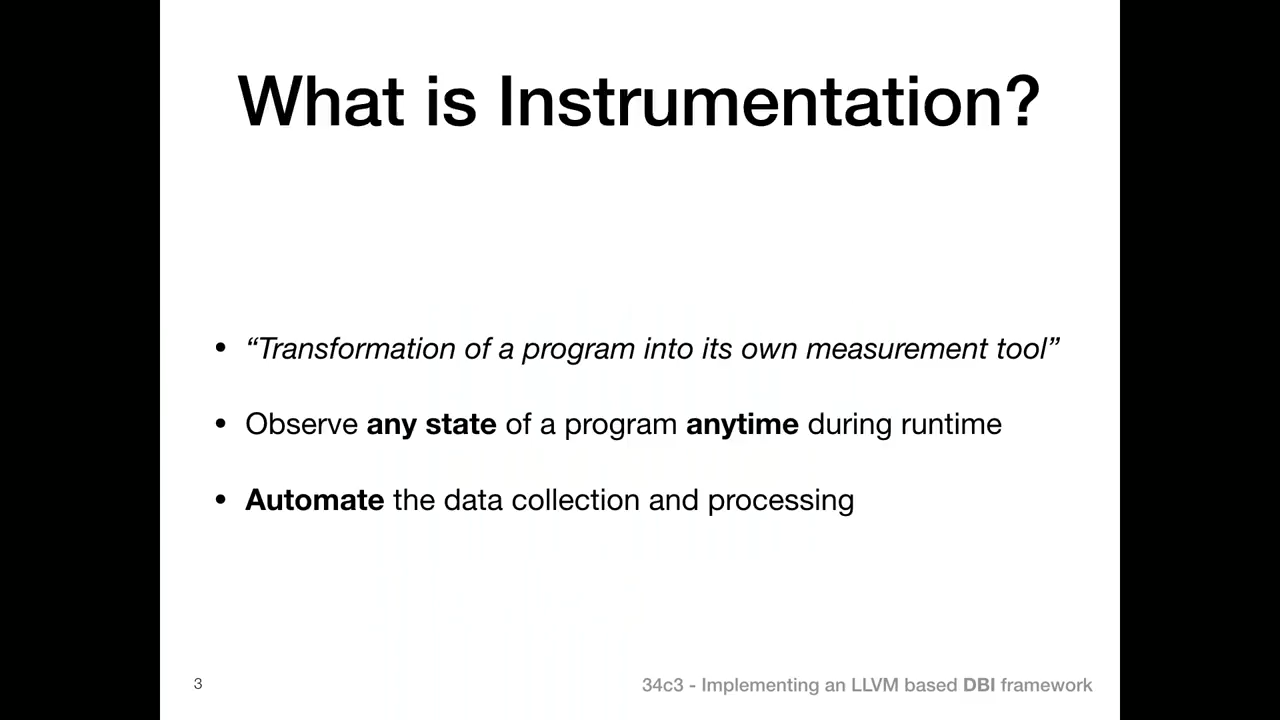 What is Instrumentation?
• “Transformation of a program into its own measurement tool”
• Observe any state of a program anytime during runtime
• Automate the data collection and processing
3
34c3 - Implementing an LLVM based DBI framework